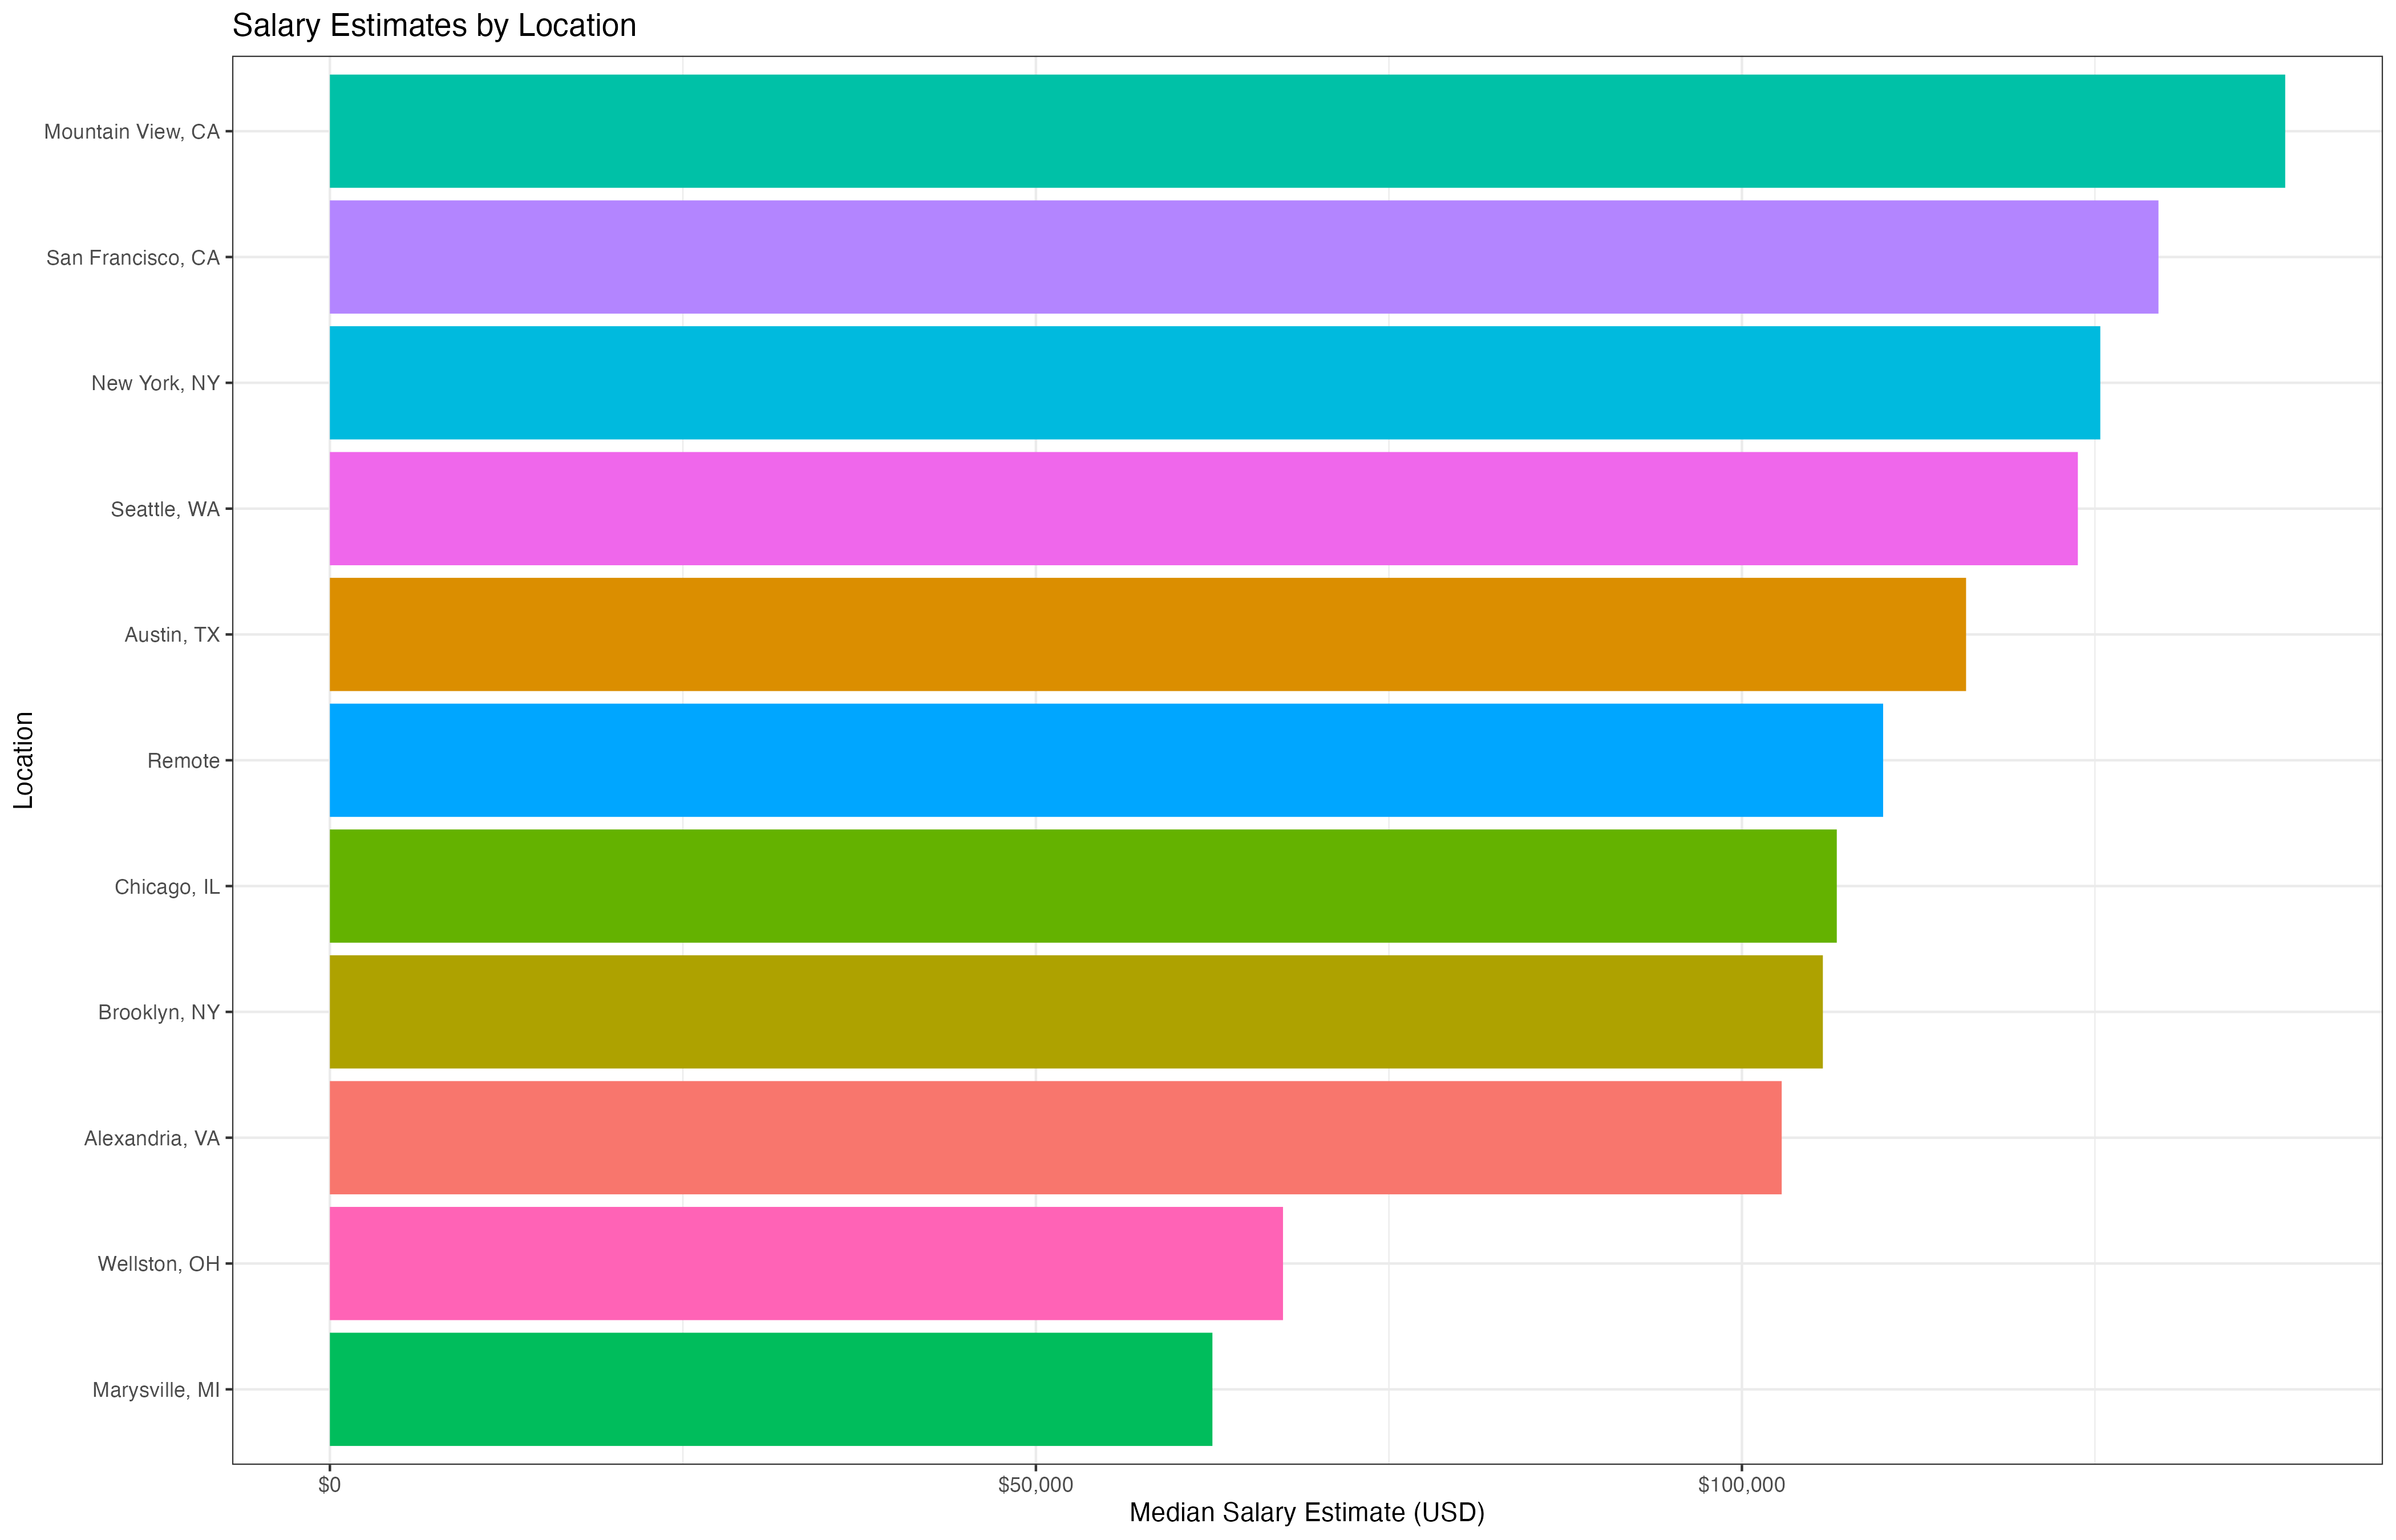 Salary Estimates by Location
Location
Mountain View, CA
San Francisco, CA
New York, NY
Seattle, WA
Austin, TX
Remote
Chicago, IL
Brooklyn, NY
Alexandria, VA
Wellston, OH
Marysville, MI
$0 $50,000 $100,000
Median Salary Estimate (USD)